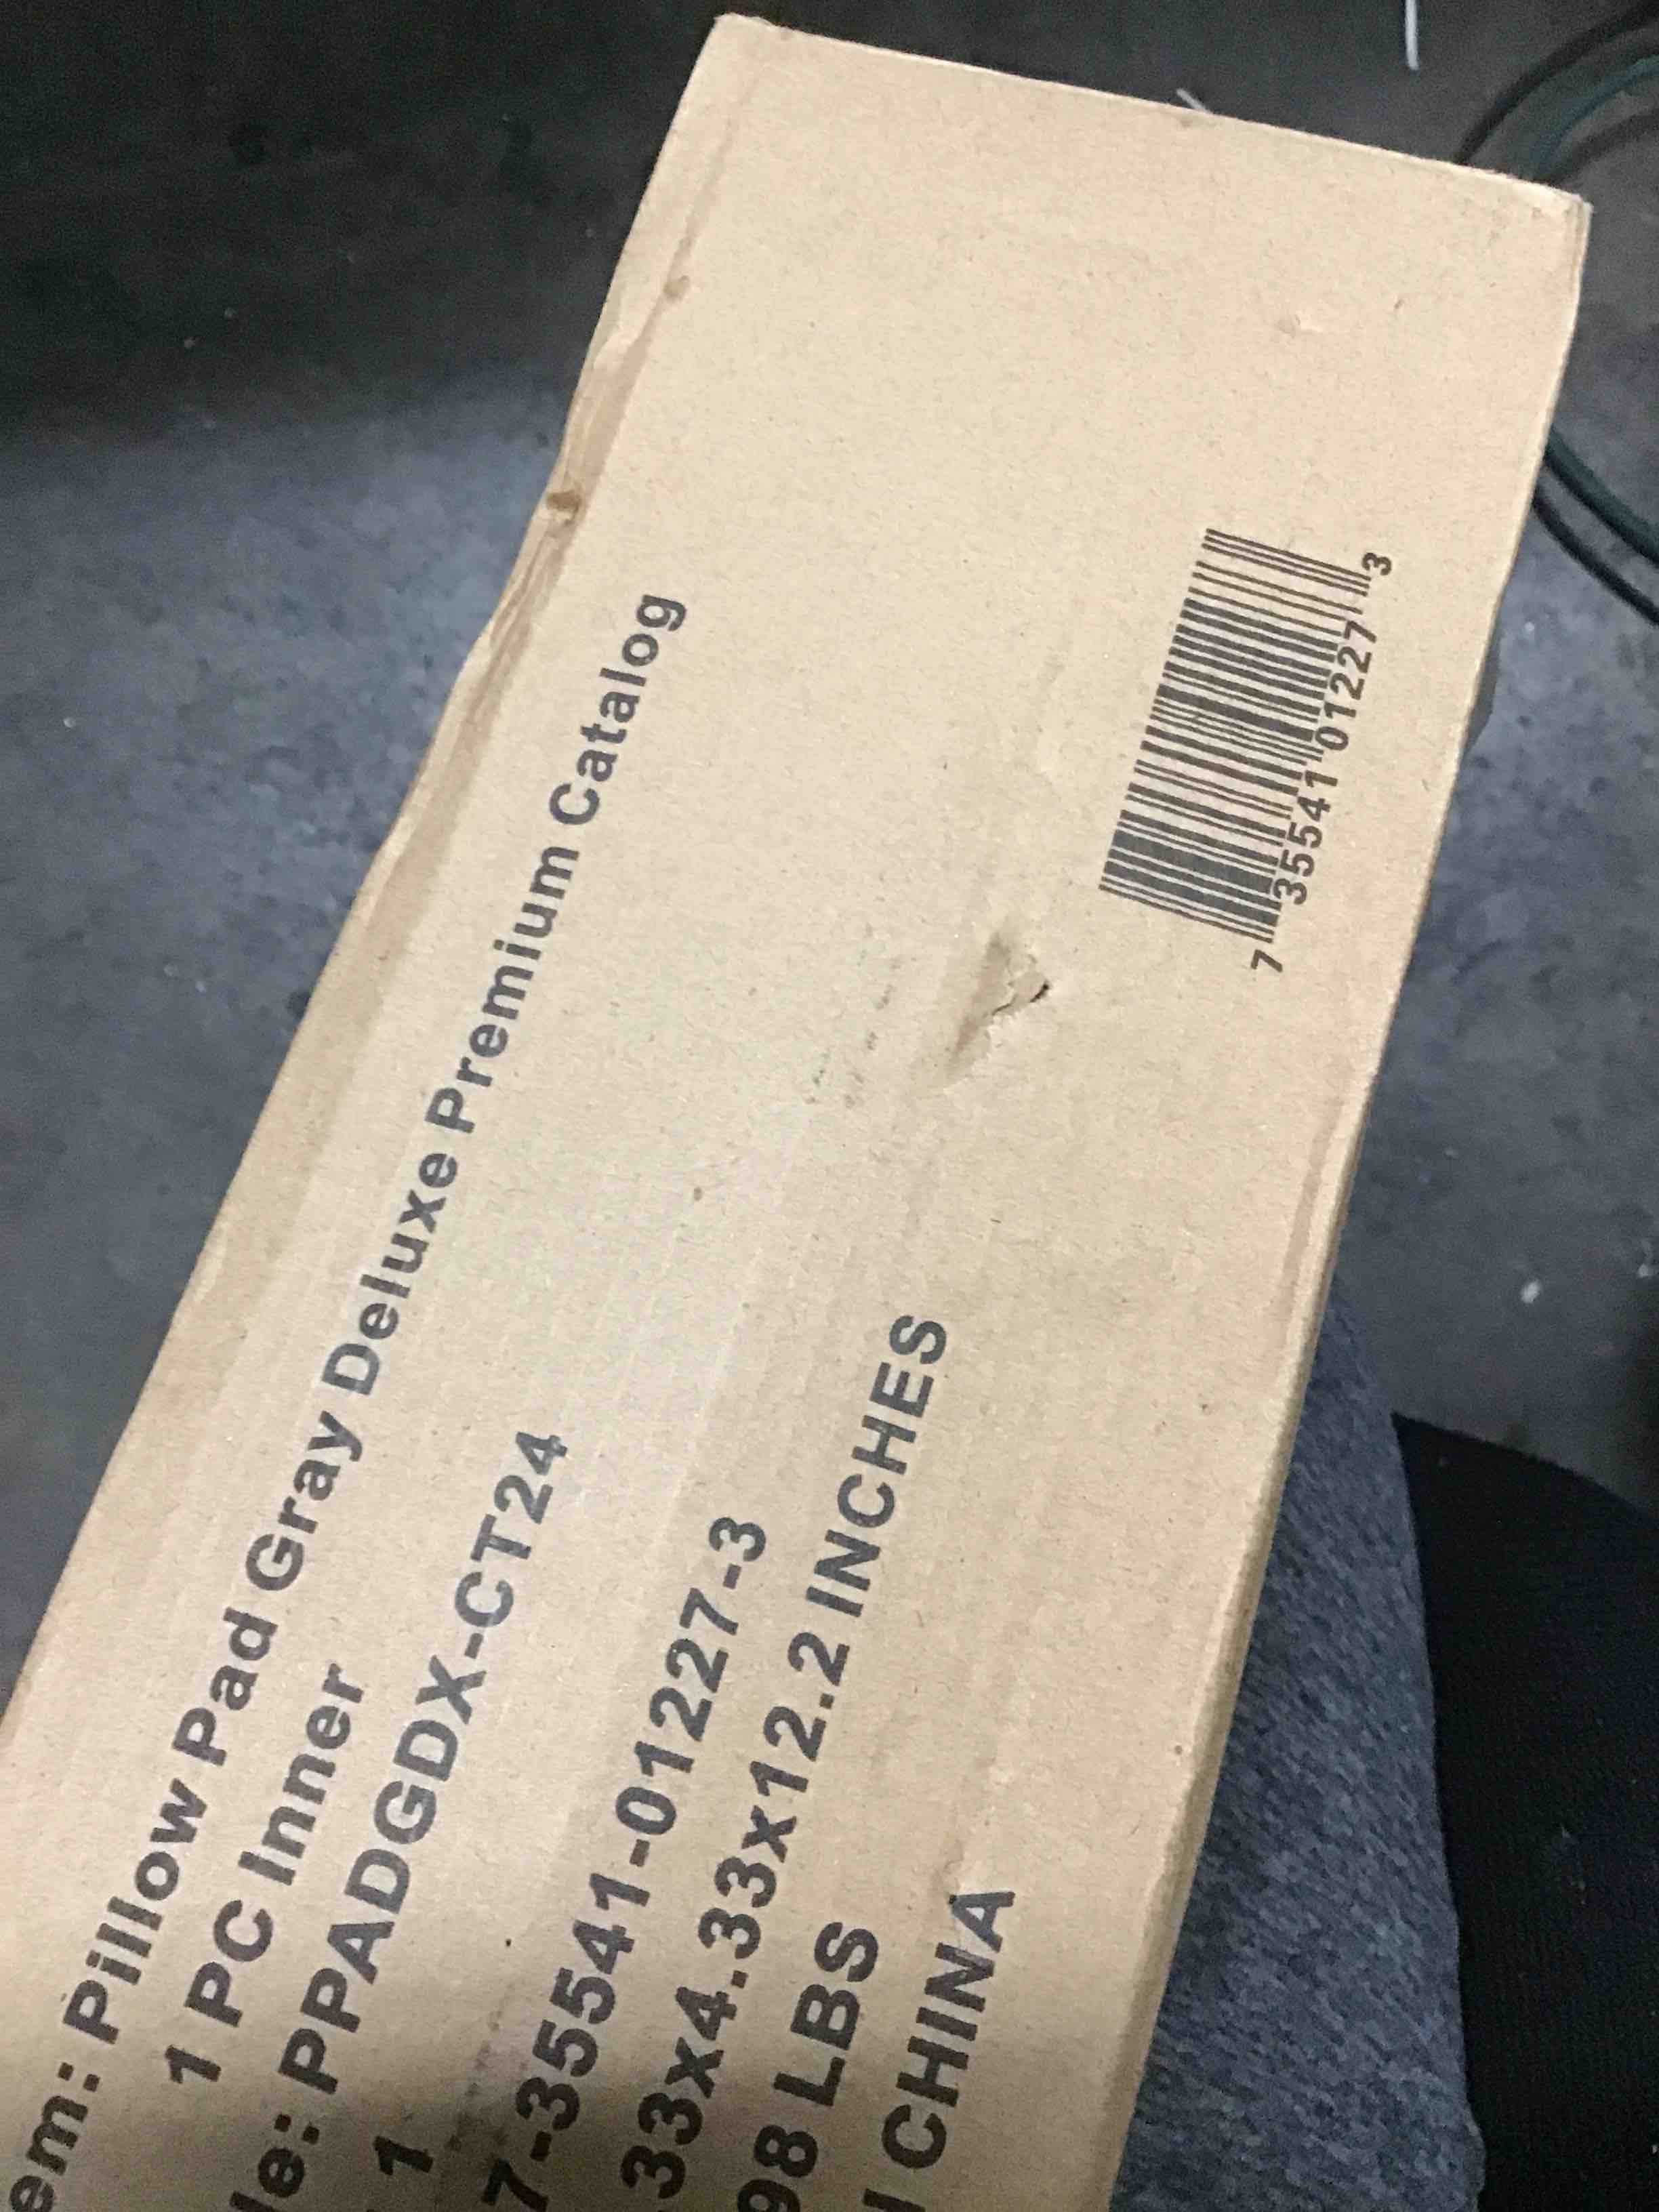 em: Pillow Pad Gray Deluxe Premium Catalog
1 PC Inner
le: PPADGDX-CT24
1
7-35541-01227-3
.33x4.33x12.2 INCHES
98 LBS
CHINA
7 35541 01227 3